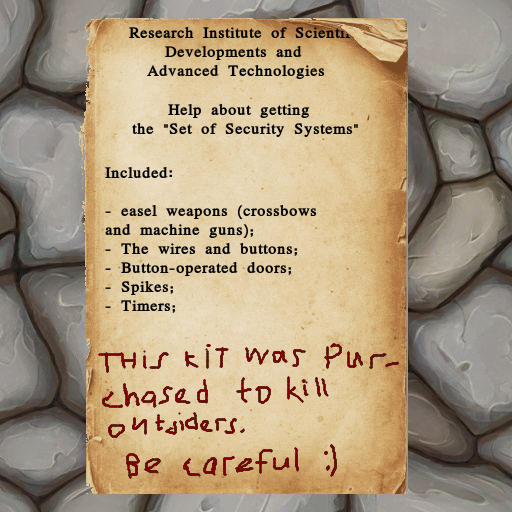 Research Institute of Scientifi
Developments and
Advanced Technologies
Help about getting
the "Set of Security Systems"
Included:
- easel weapons (crossbows
and machine guns);
- The wires and buttons;
- Button-operated doors;
- Spikes;
- Timers;
THiS KiT was Pur-
chased to kill
outsiders.
Be careful :)